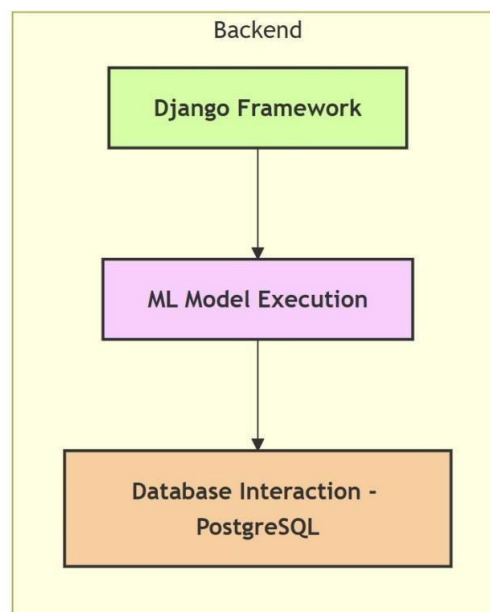 Backend
Django Framework
ML Model Execution
Database Interaction -
PostgreSQL